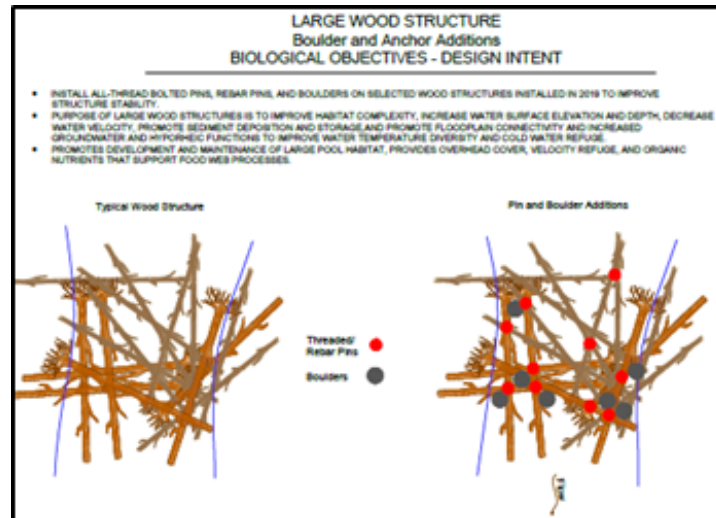 LARGE WOOD STRUCTURE
Boulder and Anchor Additions
BIOLOGICAL OBJECTIVES - DESIGN INTENT
• INSTALL ALL-THREAD BOLTED PINS, REBAR PINS, AND BOULDERS ON SELECTED WOOD STRUCTURES INSTALLED IN 2019 TO IMPROVE
STRUCTURE STABILITY.
• PURPOSE OF LARGE WOOD STRUCTURES IS TO IMPROVE HABITAT COMPLEXITY, INCREASE WATER SURFACE ELEVATION AND DEPTH, DECREASE
WATER VELOCITY, PROMOTE SEDIMENT DEPOSITION AND STORAGE,AND PROMOTE FLOODPLAIN CONNECTIVITY AND INCREASED
GROUNDWATER AND HYPORHEIC FUNCTIONS TO IMPROVE WATER TEMPERATURE DIVERSITY AND COLD WATER REFUGE.
• PROMOTES DEVELOPMENT AND MAINTENANCE OF LARGE POOL HABITAT, PROVIDES OVERHEAD COVER, VELOCITY REFUGE, AND ORGANIC
NUTRIENTS THAT SUPPORT FOOD WEB PROCESSES.
Typical Wood Structure
Pin and Boulder Additions
Threaded/
Rebar Pins
Boulders
Flow